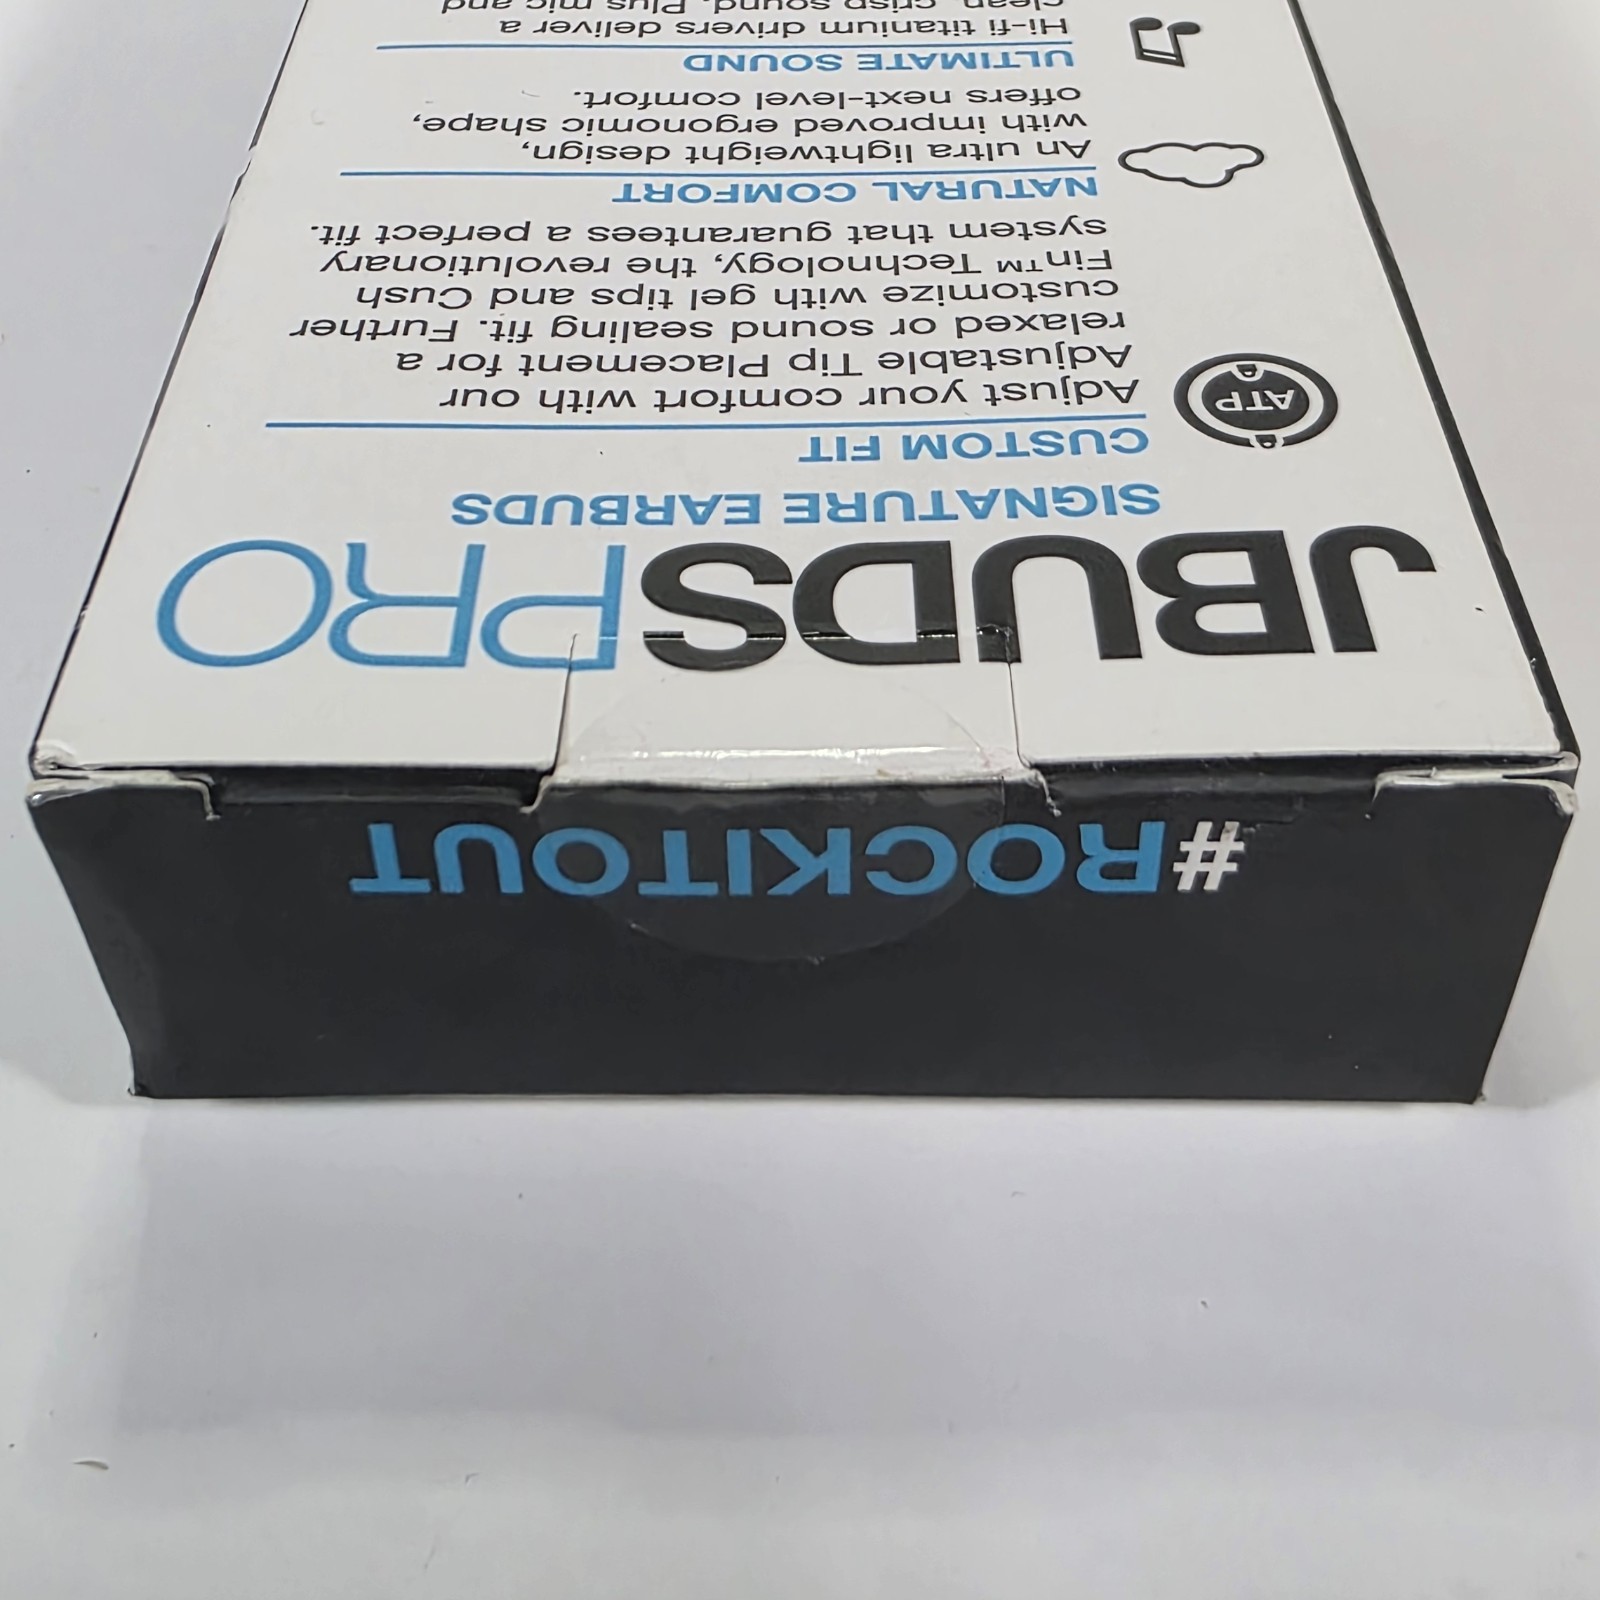 #ROCKITOUT
JBUDSPRO
SIGNATURE EARBUDS
CUSTOM FIT
ATP
Adjust your comfort with our
Adjustable Tip Placement for a
relaxed or sound sealing fit. Further
customize with gel tips and Cush
Fin™ Technology, the revolutionary
system that guarantees a perfect fit.
NATURAL COMFORT
An ultra lightweight design,
with improved ergonomic shape,
offers next-level comfort.
ULTIMATE SOUND
Hi-fi titanium drivers deliver a
clean, crisp sound. Plus mic and